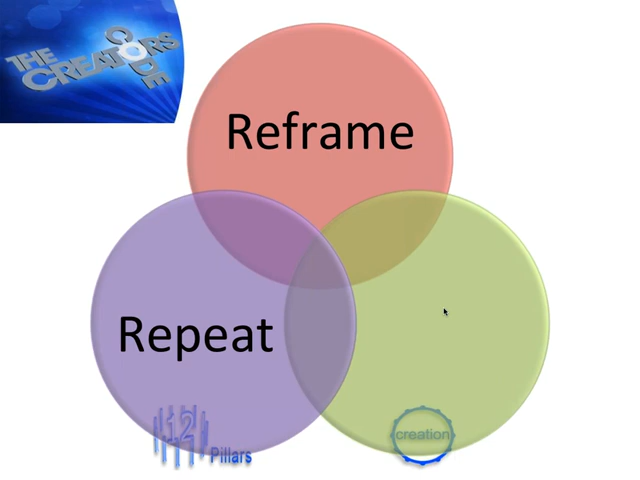 THE
CREATORS
CODE
Reframe
Repeat
12
Pillars
creation